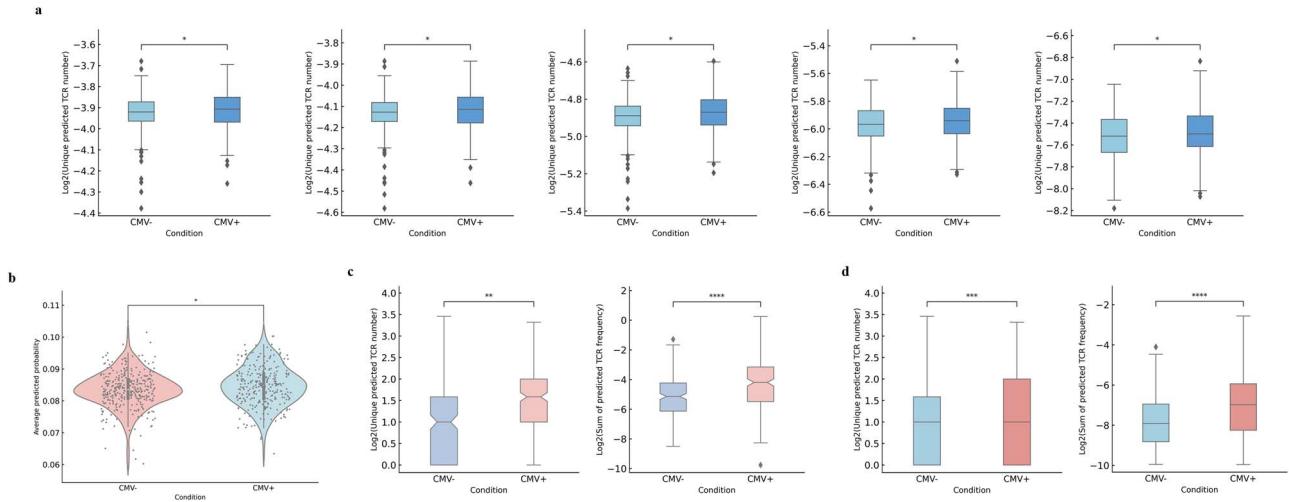 a
*
−3.6
−3.7
−3.8
−3.9
−4.0
−4.1
−4.2
−4.3
−4.4
Log2(Unique predicted TCR number)
CMV-
CMV+
Condition
*
−3.8
−3.9
−4.0
−4.1
−4.2
−4.3
−4.4
−4.5
−4.6
Log2(Unique predicted TCR number)
CMV-
CMV+
Condition
*
−4.6
−4.8
−5.0
−5.2
−5.4
Log2(Unique predicted TCR number)
CMV-
CMV+
Condition
*
−5.4
−5.6
−5.8
−6.0
−6.2
−6.4
−6.6
Log2(Unique predicted TCR number)
CMV-
CMV+
Condition
*
−6.6
−6.8
−7.0
−7.2
−7.4
−7.6
−7.8
−8.0
−8.2
Log2(Unique predicted TCR number)
CMV-
CMV+
Condition
b
*
0.11
0.10
0.09
0.08
0.07
0.06
Average predicted probability
CMV-
CMV+
Condition
c
**
4.0
3.5
3.0
2.5
2.0
1.5
1.0
0.5
0.0
Log2(Unique predicted TCR number)
CMV-
CMV+
Condition
****
2
0
−2
−4
−6
−8
−10
Log2(Sum of predicted TCR frequency)
CMV-
CMV+
Condition
d
***
4.0
3.5
3.0
2.5
2.0
1.5
1.0
0.5
0.0
Log2(Unique predicted TCR number)
CMV-
CMV+
Condition
****
−2
−4
−6
−8
−10
Log2(Sum of predicted TCR frequency)
CMV-
CMV+
Condition